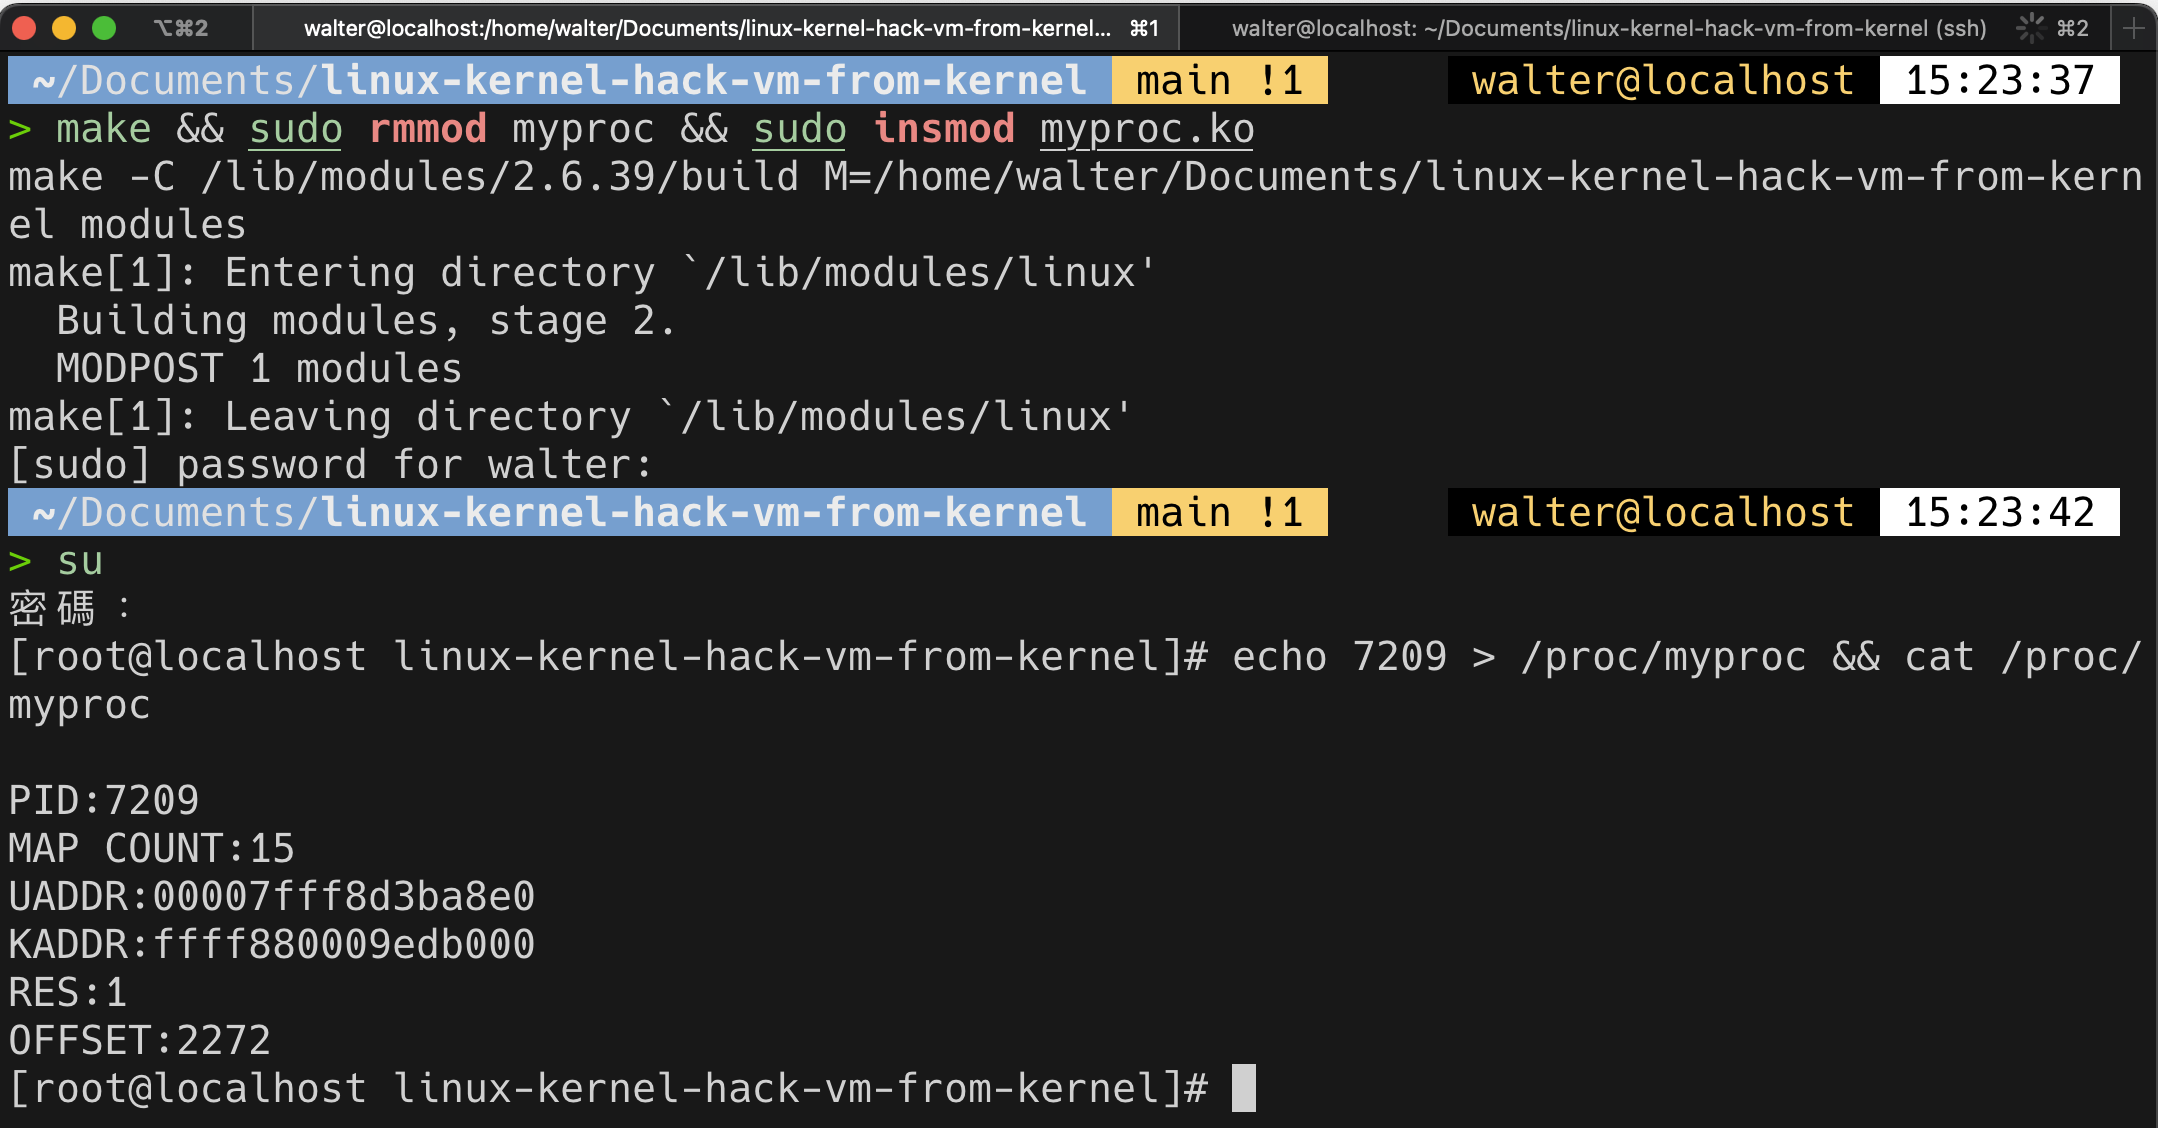 ⌥⌘2 walter@localhost:/home/walter/Documents/linux-kernel-hack-vm-from-kernel... ⌘1 walter@localhost: ~/Documents/linux-kernel-hack-vm-from-kernel (ssh) ⌘2 +
~/Documents/linux-kernel-hack-vm-from-kernel main !1 walter@localhost 15:23:37
> make && sudo rmmod myproc && sudo insmod myproc.ko
make -C /lib/modules/2.6.39/build M=/home/walter/Documents/linux-kernel-hack-vm-from-kern
el modules
make[1]: Entering directory `/lib/modules/linux'
  Building modules, stage 2.
  MODPOST 1 modules
make[1]: Leaving directory `/lib/modules/linux'
[sudo] password for walter:
~/Documents/linux-kernel-hack-vm-from-kernel main !1 walter@localhost 15:23:42
> su
密碼：
[root@localhost linux-kernel-hack-vm-from-kernel]# echo 7209 > /proc/myproc && cat /proc/
myproc
PID:7209
MAP COUNT:15
UADDR:00007fff8d3ba8e0
KADDR:ffff880009edb000
RES:1
OFFSET:2272
[root@localhost linux-kernel-hack-vm-from-kernel]#